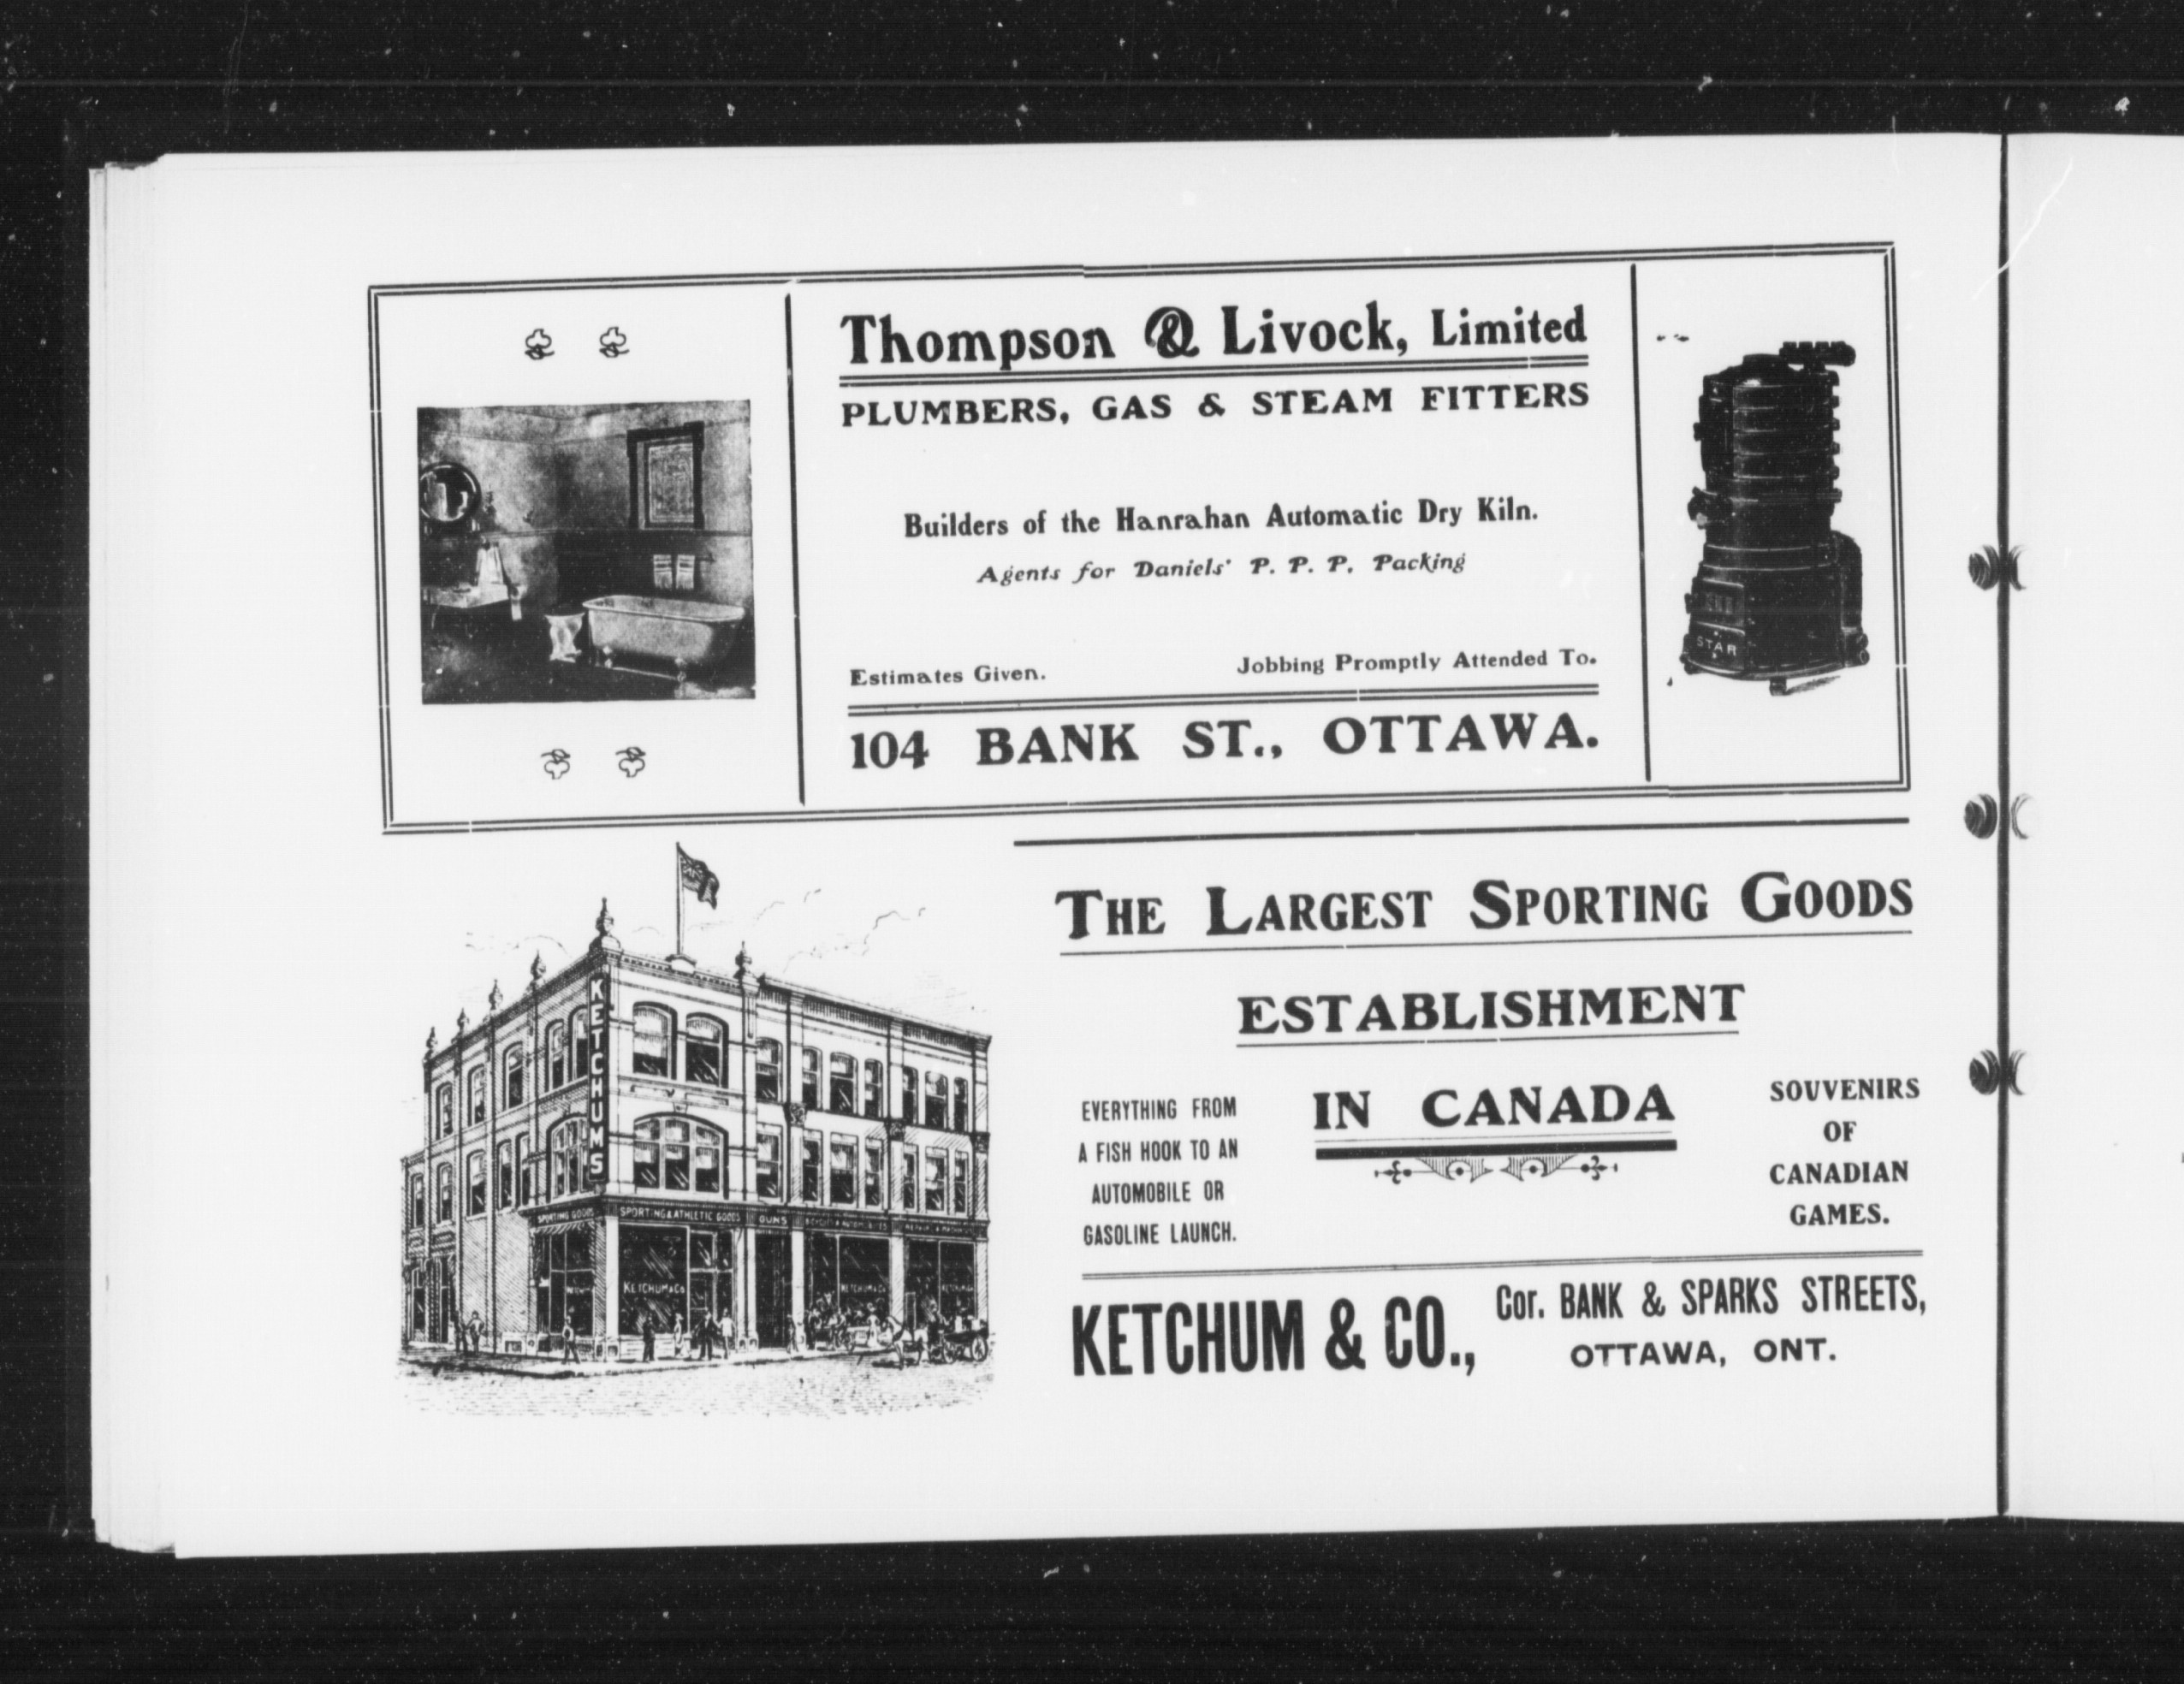 Thompson & Livock, Limited
PLUMBERS, GAS & STEAM FITTERS
Builders of the Hanrahan Automatic Dry Kiln.
Agents for Daniels' P. P. P. Packing
Estimates Given. Jobbing Promptly Attended To.
104 BANK ST., OTTAWA.
STAR
THE LARGEST SPORTING GOODS
ESTABLISHMENT
IN CANADA
EVERYTHING FROM
A FISH HOOK TO AN
AUTOMOBILE OR
GASOLINE LAUNCH.
SOUVENIRS
OF
CANADIAN
GAMES.
KETCHUM & CO.,
Cor. BANK & SPARKS STREETS,
OTTAWA, ONT.
KETCHUMS
SPORTING GOODS
SPORTING & ATHLETIC GOODS
GUNS
KETCHUM & Co
KETCHUM & Co